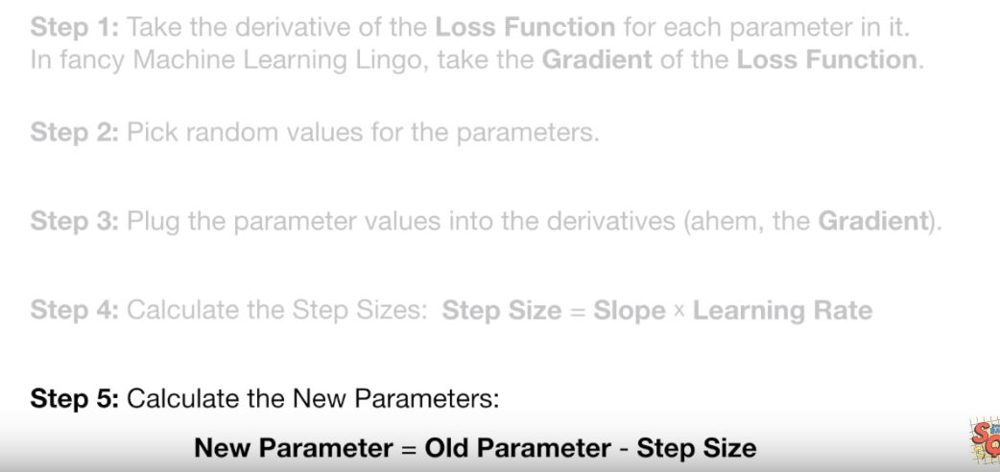 Step 1: Take the derivative of the Loss Function for each parameter in it.
In fancy Machine Learning Lingo, take the Gradient of the Loss Function.
Step 2: Pick random values for the parameters.
Step 3: Plug the parameter values into the derivatives (ahem, the Gradient).
Step 4: Calculate the Step Sizes: Step Size = Slope × Learning Rate
Step 5: Calculate the New Parameters:
New Parameter = Old Parameter - Step Size